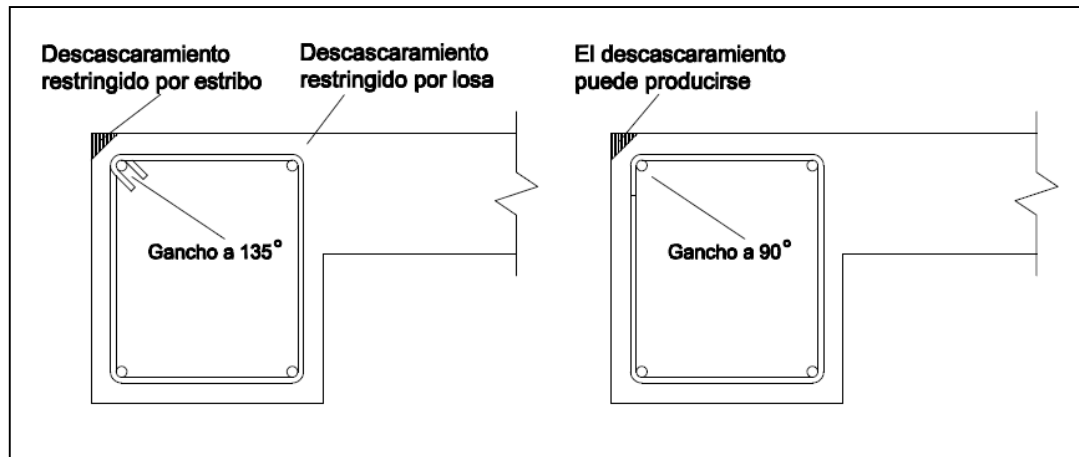 Descascaramiento
restringido por estribo
Descascaramiento
restringido por losa
El descascaramiento
puede producirse
Gancho a 135°
Gancho a 90°